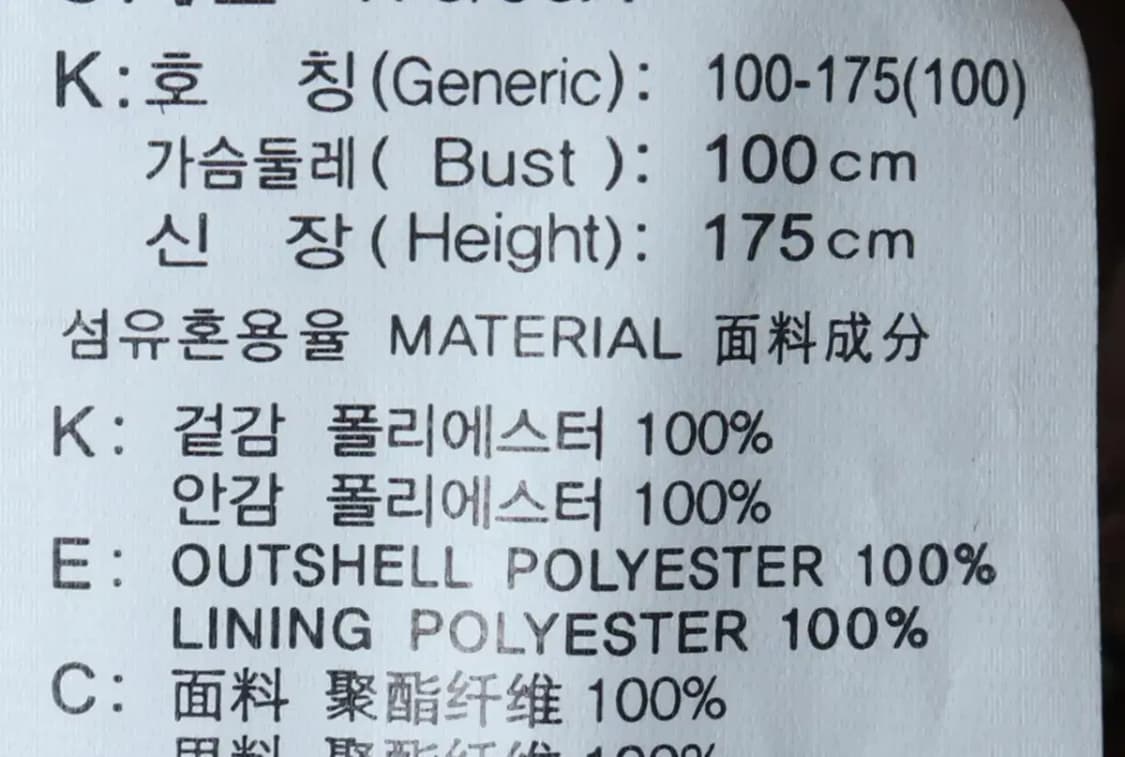 K: 호 칭(Generic): 100-175(100)
가슴둘레( Bust ): 100cm
신 장(Height): 175cm
섬유혼용율 MATERIAL 面料成分
K: 겉감 폴리에스터 100%
안감 폴리에스터 100%
E: OUTSHELL POLYESTER 100%
LINING POLYESTER 100%
C: 面料 聚酯纤维 100%